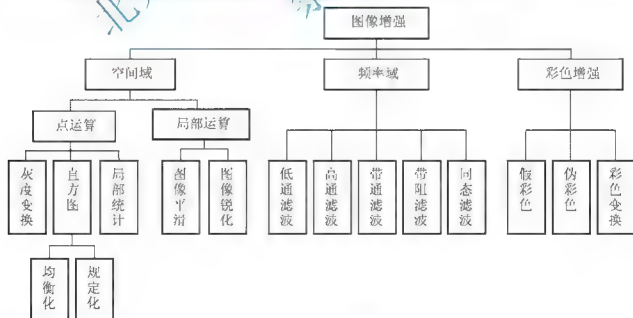 图像增强
空间域
频率域
彩色增强
点运算
局部运算
灰度变换
直方图
局部统计
图像平滑
图像锐化
低通滤波
高通滤波
带通滤波
带阻滤波
同态滤波
假彩色
伪彩色
彩色变换
均衡化
规定化